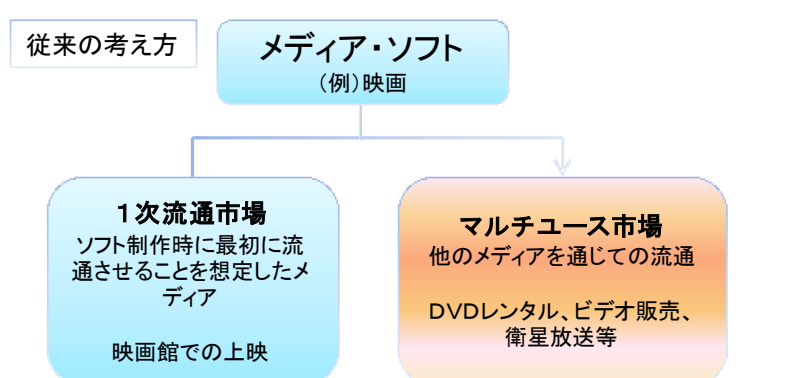 従来の考え方
メディア・ソフト
（例）映画
１次流通市場
ソフト制作時に最初に流
通させることを想定したメ
ディア
映画館での上映
マルチユース市場
他のメディアを通じての流通
ＤＶＤレンタル、ビデオ販売、
衛星放送等